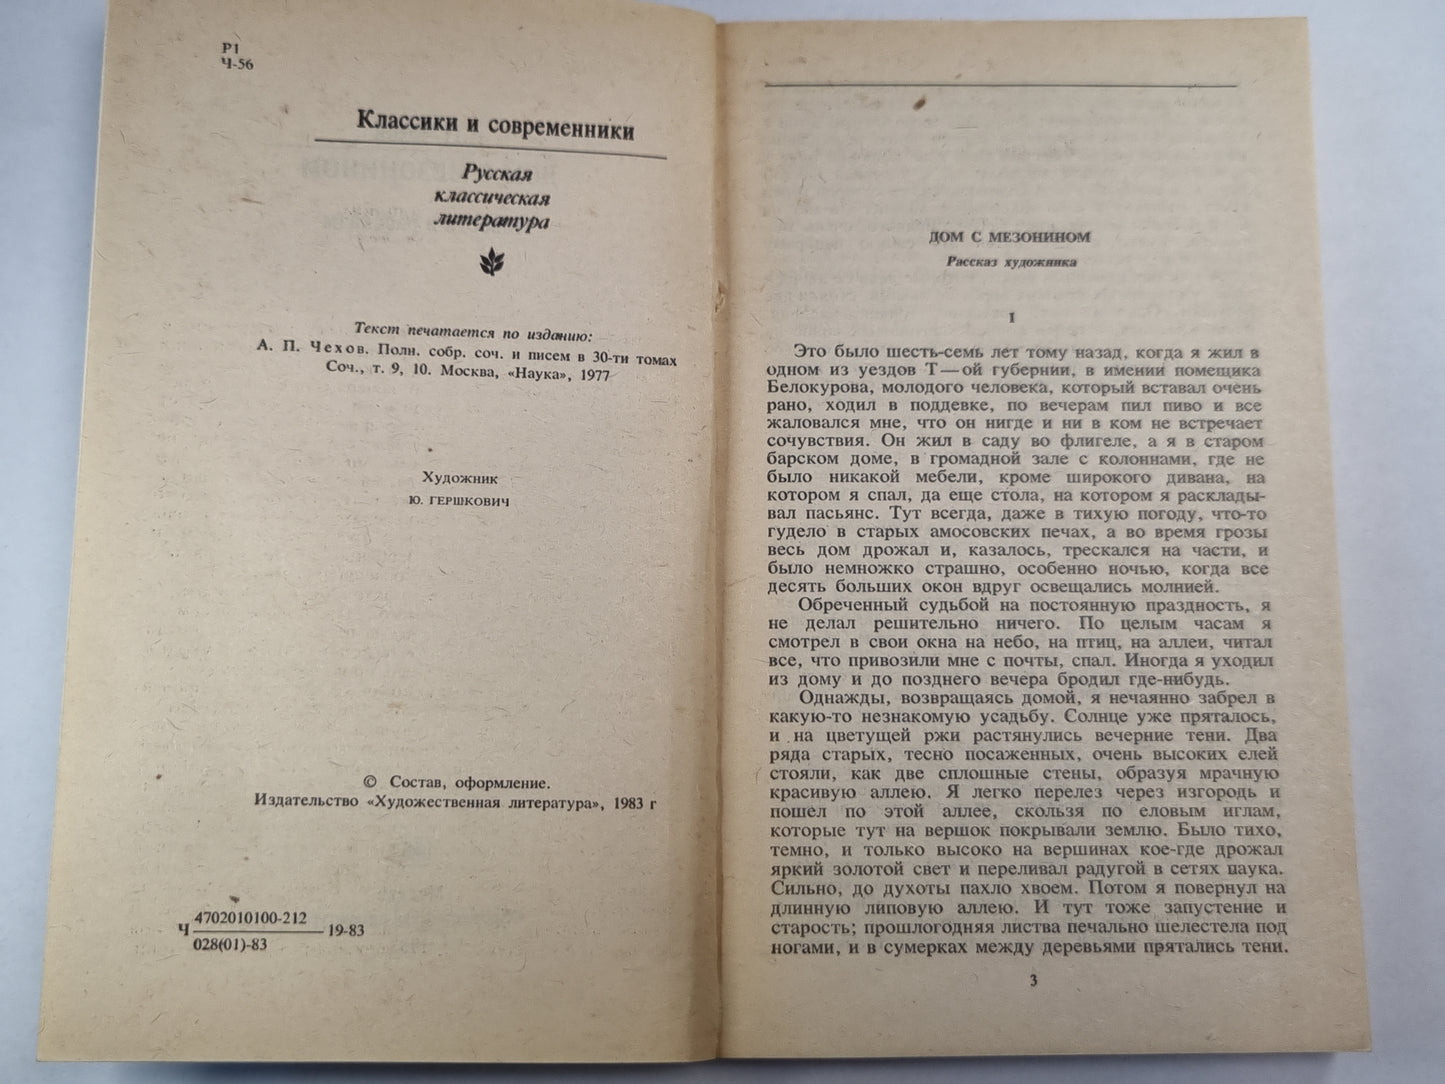 Р1
Ч-56
Классики и современники
Русская
классическая
литература
Текст печатается по изданию:
А. П. Чехов. Полн. собр. соч. и писем в 30-ти томах
Соч., т. 9, 10. Москва, «Наука», 1977
Художник
Ю. ГЕРШКОВИЧ
© Состав, оформление.
Издательство «Художественная литература», 1983 г
Ч 4702010100-212 19-83
028(01)-83
ДОМ С МЕЗОНИНОМ
Рассказ художника
1
Это было шесть-семь лет тому назад, когда я жил в
одном из уездов Т—ой губернии, в имении помещика
Белокурова, молодого человека, который вставал очень
рано, ходил в поддевке, по вечерам пил пиво и все
жаловался мне, что он нигде и ни в ком не встречает
сочувствия. Он жил в саду во флигеле, а я в старом
барском доме, в громадной зале с колоннами, где не
было никакой мебели, кроме широкого дивана, на
котором я спал, да еще стола, на котором я расклады-
вал пасьянс. Тут всегда, даже в тихую погоду, что-то
гудело в старых амосовских печах, а во время грозы
весь дом дрожал и, казалось, трескался на части, и
было немножко страшно, особенно ночью, когда все
десять больших окон вдруг освещались молнией.
Обреченный судьбой на постоянную праздность, я
не делал решительно ничего. По целым часам я
смотрел в свои окна на небо, на птиц, на аллеи, читал
все, что привозили мне с почты, спал. Иногда я уходил
из дому и до позднего вечера бродил где-нибудь.
Однажды, возвращаясь домой, я нечаянно забрел в
какую-то незнакомую усадьбу. Солнце уже пряталось,
и на цветущей ржи растянулись вечерние тени. Два
ряда старых, тесно посаженных, очень высоких елей
стояли, как две сплошные стены, образуя мрачную
красивую аллею. Я легко перелез через изгородь и
пошел по этой аллее, скользя по еловым иглам,
которые тут на вершок покрывали землю. Было тихо,
темно, и только высоко на вершинах кое-где дрожал
яркий золотой свет и переливал радугой в сетях паука.
Сильно, до духоты пахло хвоем. Потом я повернул на
длинную липовую аллею. И тут тоже запустение и
старость; прошлогодняя листва печально шелестела под
ногами, и в сумерках между деревьями прятались тени.
3